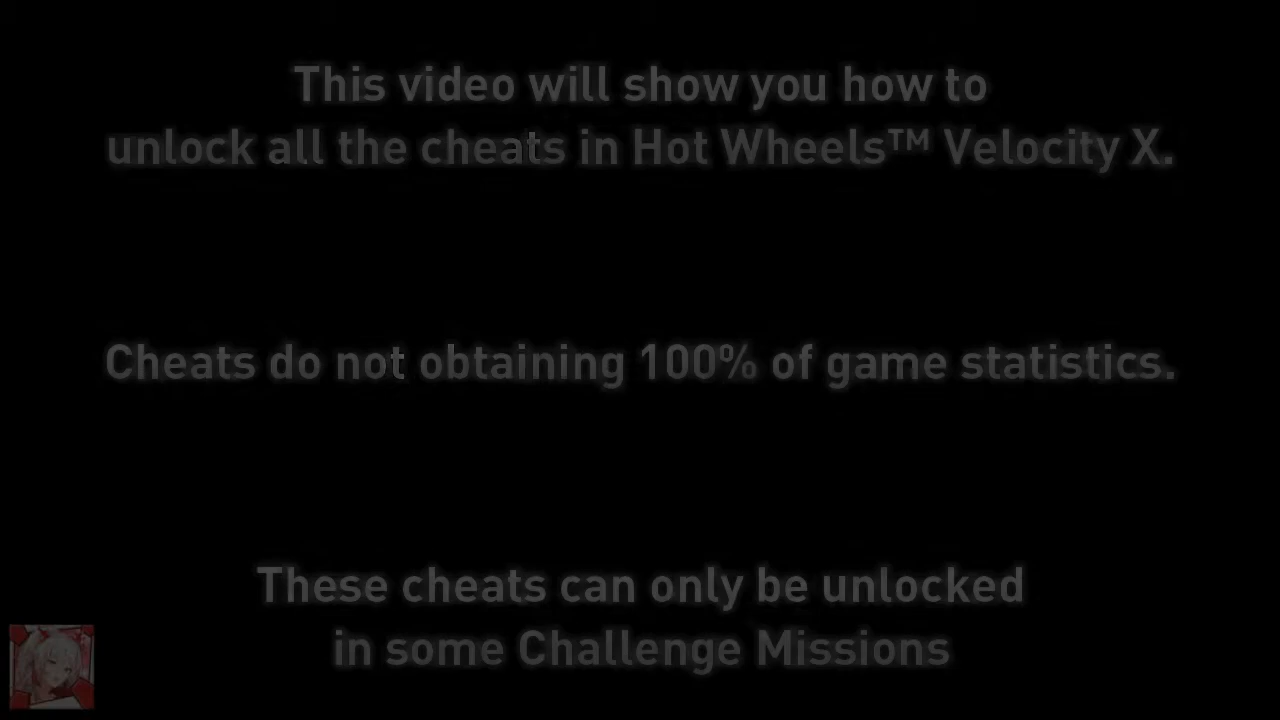 This video will show you how to
unlock all the cheats in Hot Wheels™ Velocity X.
Cheats do not obtaining 100% of game statistics.
These cheats can only be unlocked
in some Challenge Missions